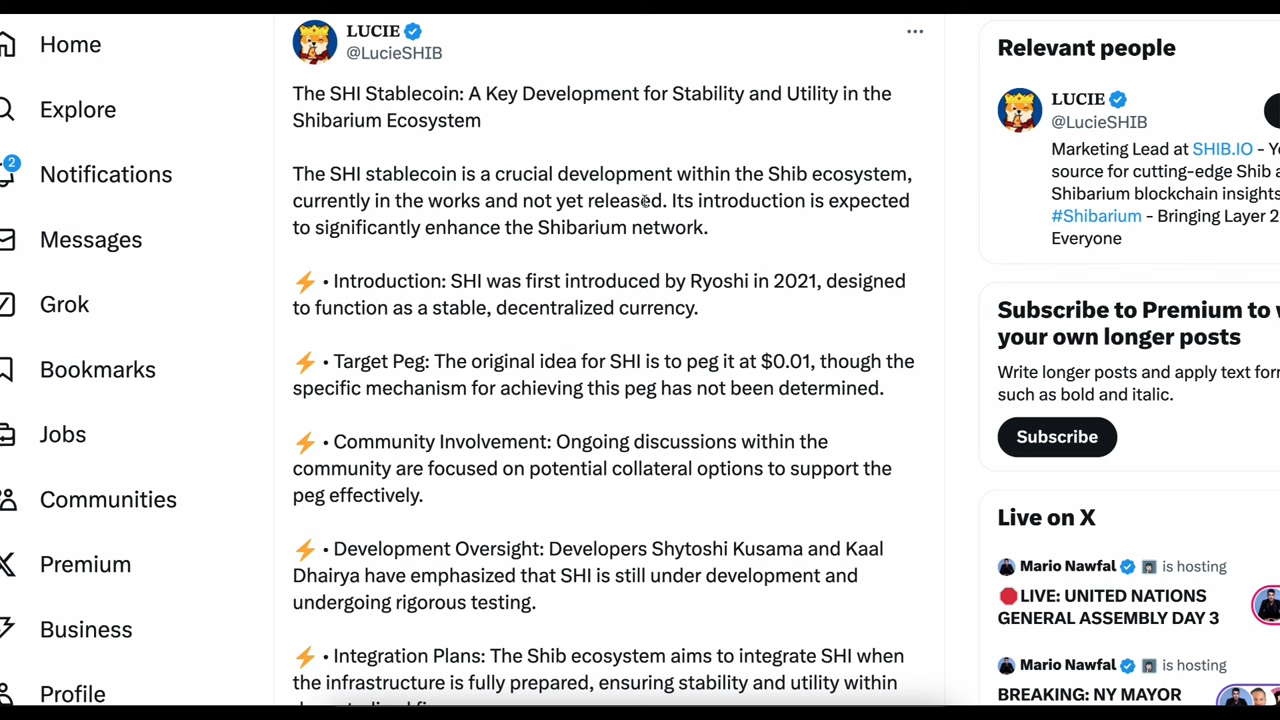 Home
Explore
2
Notifications
Messages
Grok
Bookmarks
Jobs
Communities
Premium
Business
Profile
LUCIE
@LucieSHIB
The SHI Stablecoin: A Key Development for Stability and Utility in the
Shibarium Ecosystem
The SHI stablecoin is a crucial development within the Shib ecosystem,
currently in the works and not yet released. Its introduction is expected
to significantly enhance the Shibarium network.
⚡ • Introduction: SHI was first introduced by Ryoshi in 2021, designed
to function as a stable, decentralized currency.
⚡ • Target Peg: The original idea for SHI is to peg it at $0.01, though the
specific mechanism for achieving this peg has not been determined.
⚡ • Community Involvement: Ongoing discussions within the
community are focused on potential collateral options to support the
peg effectively.
⚡ • Development Oversight: Developers Shytoshi Kusama and Kaal
Dhairya have emphasized that SHI is still under development and
undergoing rigorous testing.
⚡ • Integration Plans: The Shib ecosystem aims to integrate SHI when
the infrastructure is fully prepared, ensuring stability and utility within
Relevant people
LUCIE
@LucieSHIB
Marketing Lead at SHIB.IO - Yo
source for cutting-edge Shib a
Shibarium blockchain insights
#Shibarium - Bringing Layer 2
Everyone
Subscribe to Premium to w
your own longer posts
Write longer posts and apply text for
such as bold and italic.
Subscribe
Live on X
Mario Nawfal is hosting
🛑LIVE: UNITED NATIONS
GENERAL ASSEMBLY DAY 3
Mario Nawfal is hosting
BREAKING: NY MAYOR